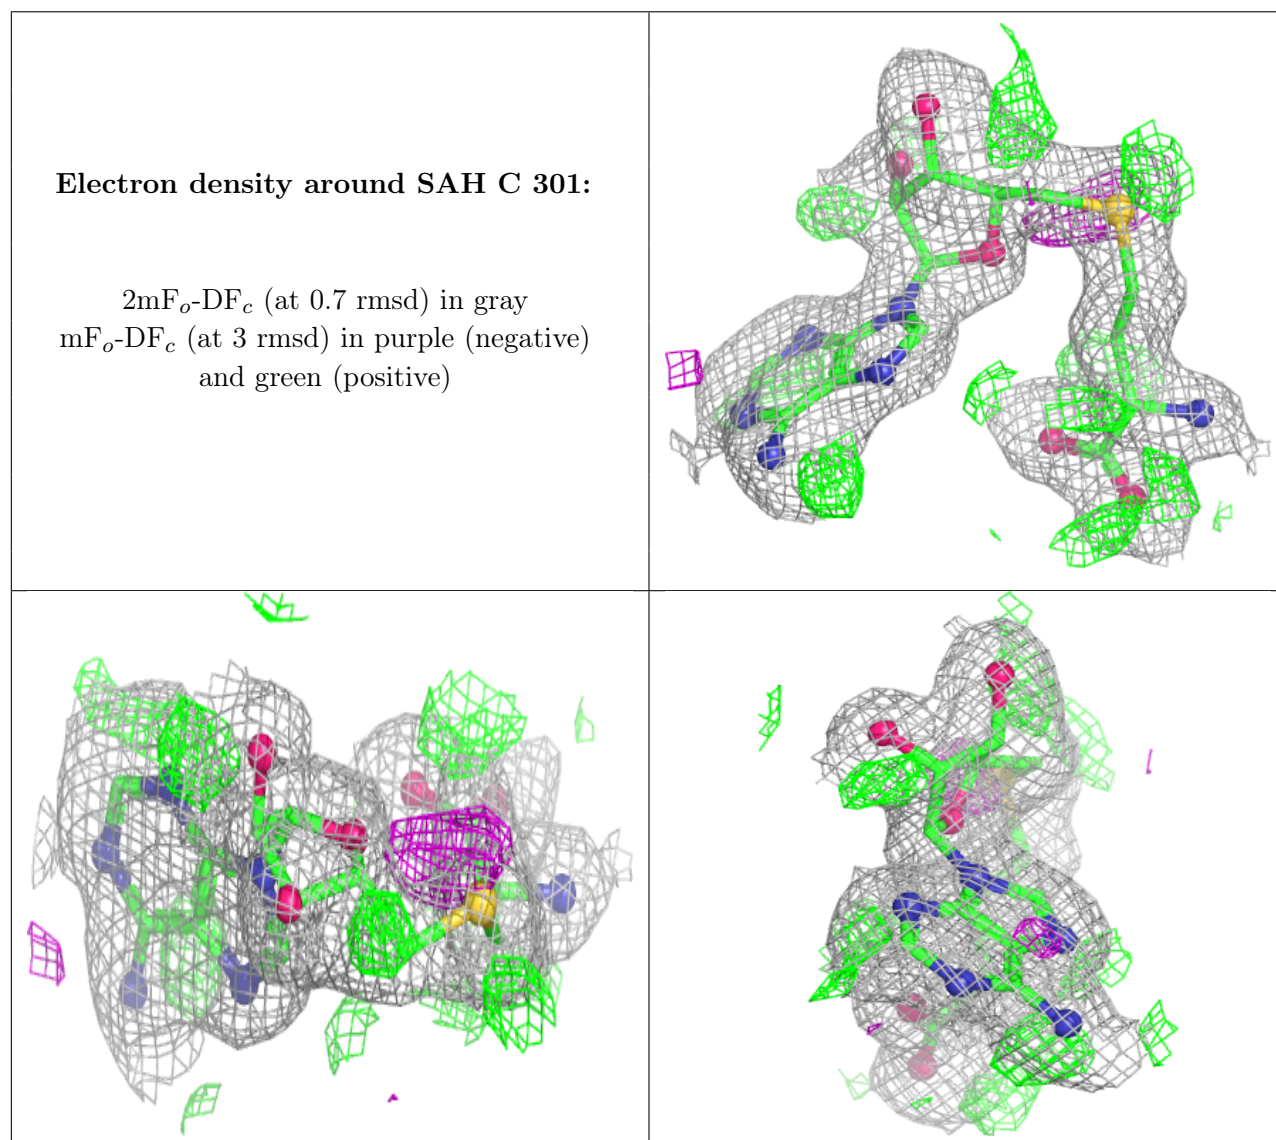 Electron density around SAH C 301:
2mFo-DFc (at 0.7 rmsd) in gray
mFo-DFc (at 3 rmsd) in purple (negative)
and green (positive)